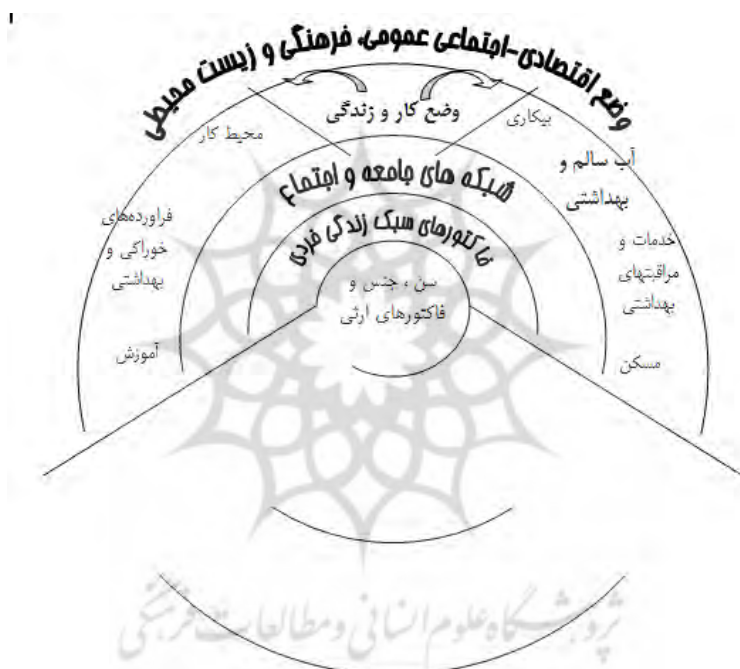 وضع اقتصادی-اجتماعی عمومی، فرهنگی و زیست محیطی
وضع کار و زندگی
بیکاری
محیط کار
آب سالم و
بهداشتی
شبکه های جامعه و اجتماع
فاکتورهای سبک زندگی فردی
فراورده‌های
خوراکی و
بهداشتی
خدمات و
مراقبتهای
بهداشتی
سن ، جنس و
فاکتورهای ارثی
مسکن
آموزش
پژوهشگاه علوم انسانی و مطالعات فرهنگی